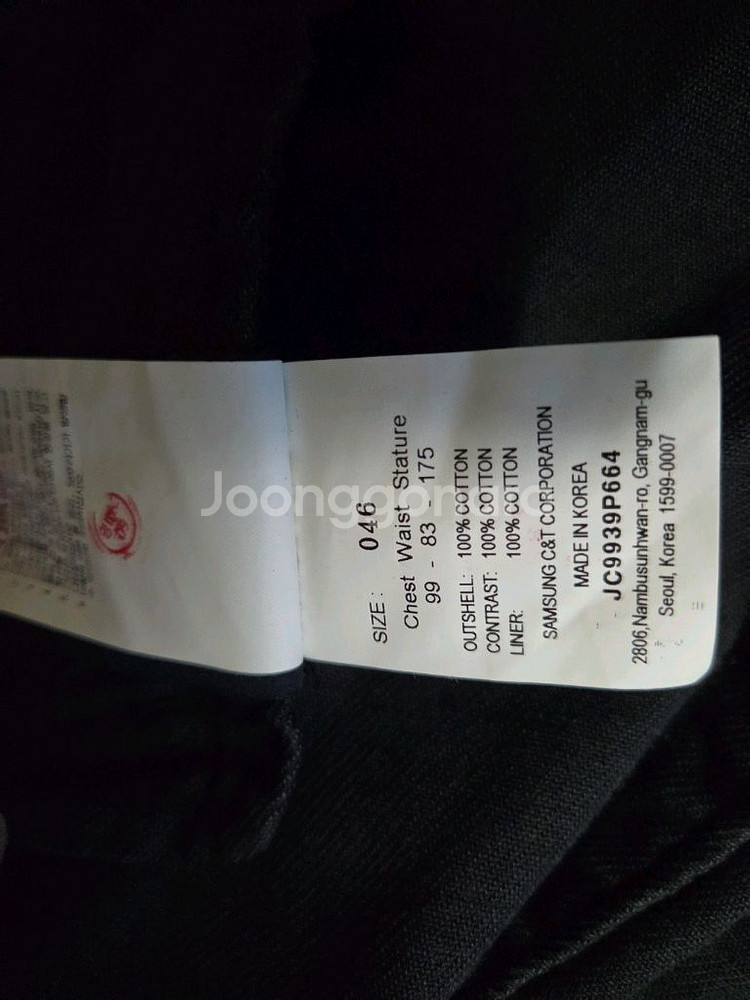 SIZE: 046
Chest Waist Stature
99 - 83 - 175
OUTSHELL: 100% COTTON
CONTRAST: 100% COTTON
LINER: 100% COTTON
SAMSUNG C&T CORPORATION
MADE IN KOREA
JC9939P664
2806,Nambusunhwan-ro, Gangnam-gu
Seoul, Korea 1599-0007